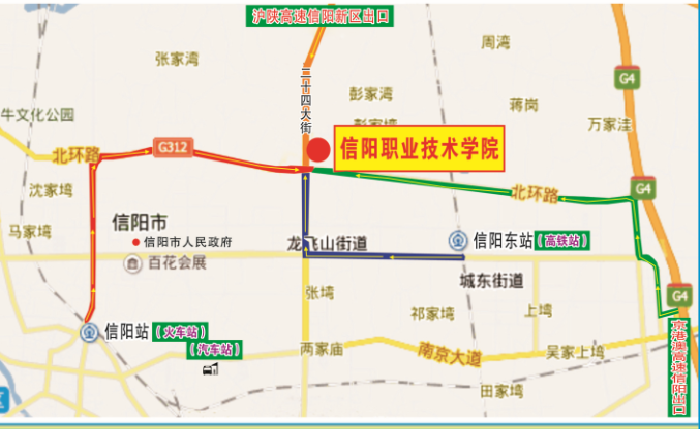 沪陕高速信阳新区出口
周湾
张家湾
G4
三十四大街
彭家湾
蒋岗
牛文化公园
彭家湾
万家洼
信阳职业技术学院
G312
北环路
沈家塆
G4
北环路
信阳市
马家塆
信阳市人民政府
龙飞山街道
信阳东站(高铁站)
百花会展
城东街道
张塆
G4
祁家塆
上塆
信阳站(火车站)
(汽车站)
两家庙
南京大道
吴家上塆
京港澳高速信阳出口
田家塆